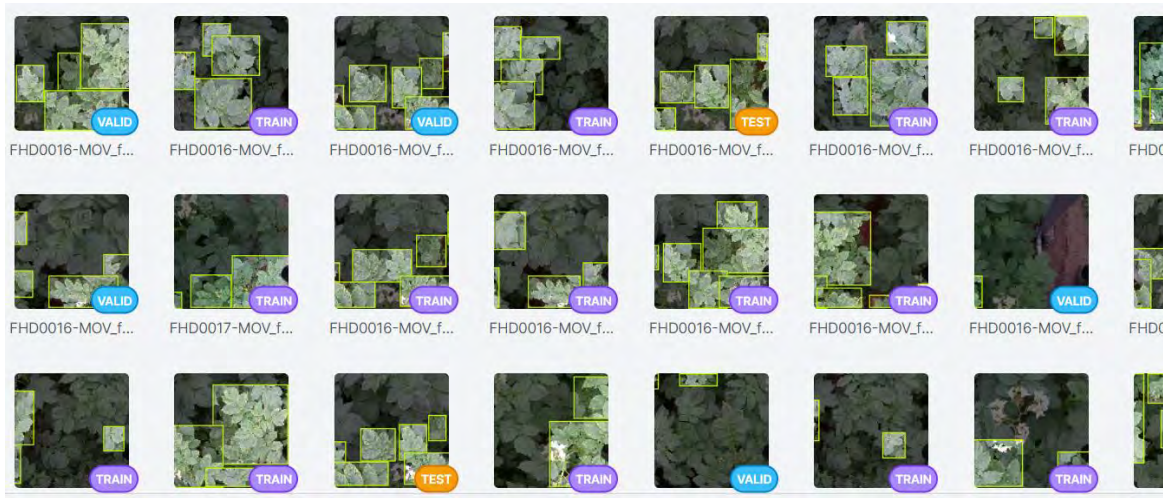 VALID TRAIN VALID TRAIN TEST TRAIN TRAIN
FHD0016-MOV_f... FHD0016-MOV_f... FHD0016-MOV_f... FHD0016-MOV_f... FHD0016-MOV_f... FHD0016-MOV_f... FHD0016-MOV_f... FHD0
VALID TRAIN TRAIN TRAIN TRAIN TRAIN VALID
FHD0016-MOV_f... FHD0017-MOV_f... FHD0016-MOV_f... FHD0016-MOV_f... FHD0016-MOV_f... FHD0016-MOV_f... FHD0016-MOV_f... FHD0
TRAIN TRAIN TEST TRAIN VALID TRAIN TRAIN